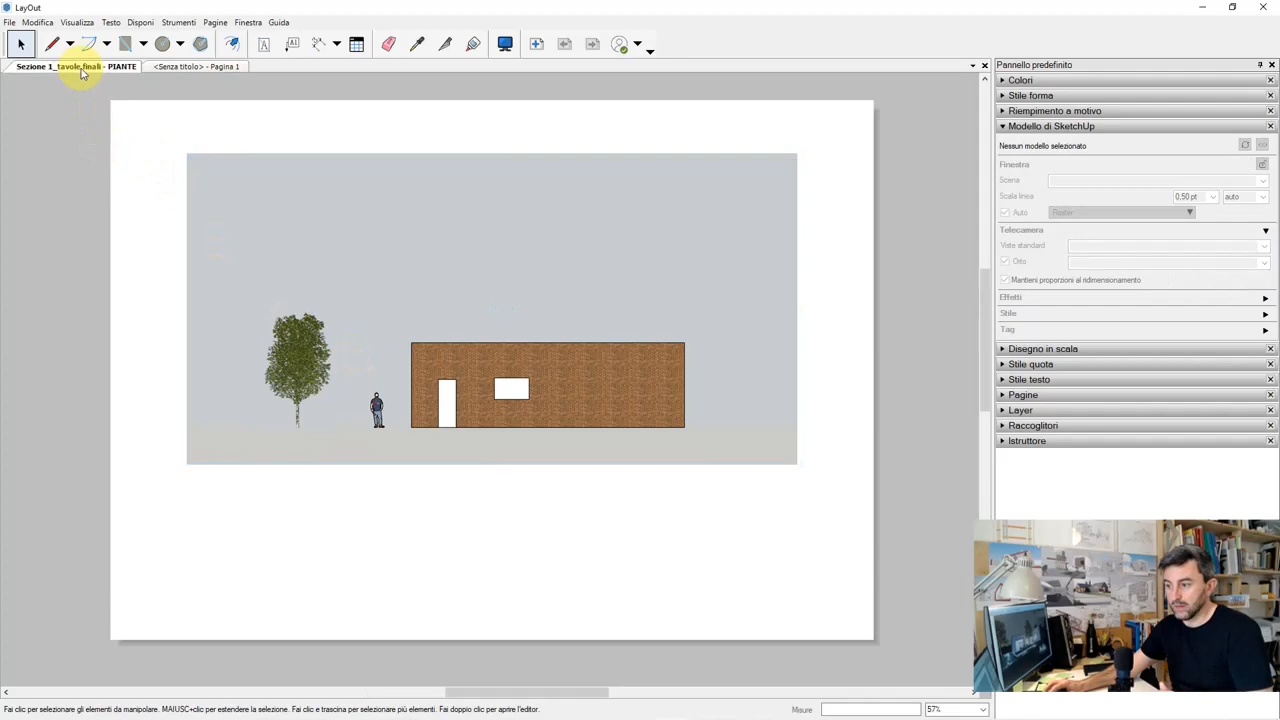 LayOut
File Modifica Visualizza Testo Disponi Strumenti Pagine Finestra Guida
Sezione 1_tavole finali - PIANTE
<Senza titolo> - Pagina 1
Pannello predefinito
Colori
Stile forma
Riempimento a motivo
Modello di SketchUp
Nessun modello selezionato
Finestra
Scena
Scala linea 0,50 pt auto
Auto Raster
Telecamera
Viste standard
Orto
Mantieni proporzioni al ridimensionamento
Effetti
Stile
Tag
Disegno in scala
Stile quota
Stile testo
Pagine
Layer
Raccoglitori
Istruttore
Fai clic per selezionare gli elementi da manipolare. MAIUSC+clic per estendere la selezione. Fai clic e trascina per selezionare più elementi. Fai doppio clic per aprire l'editor.
Misure
57%